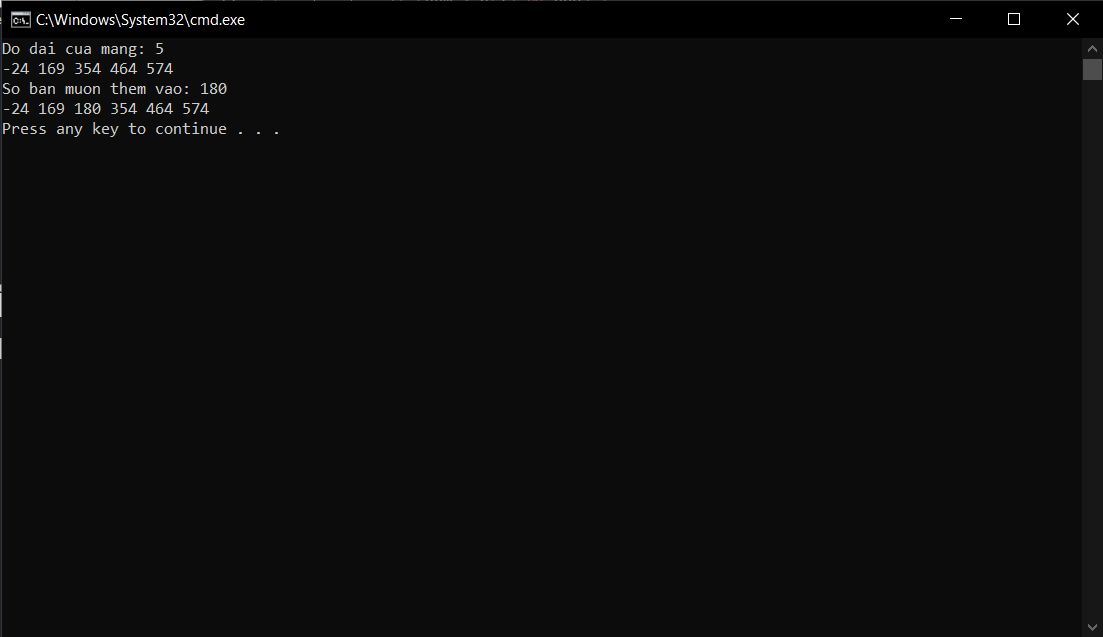 C:\Windows\System32\cmd.exe
Do dai cua mang: 5
-24 169 354 464 574
So ban muon them vao: 180
-24 169 180 354 464 574
Press any key to continue . . .